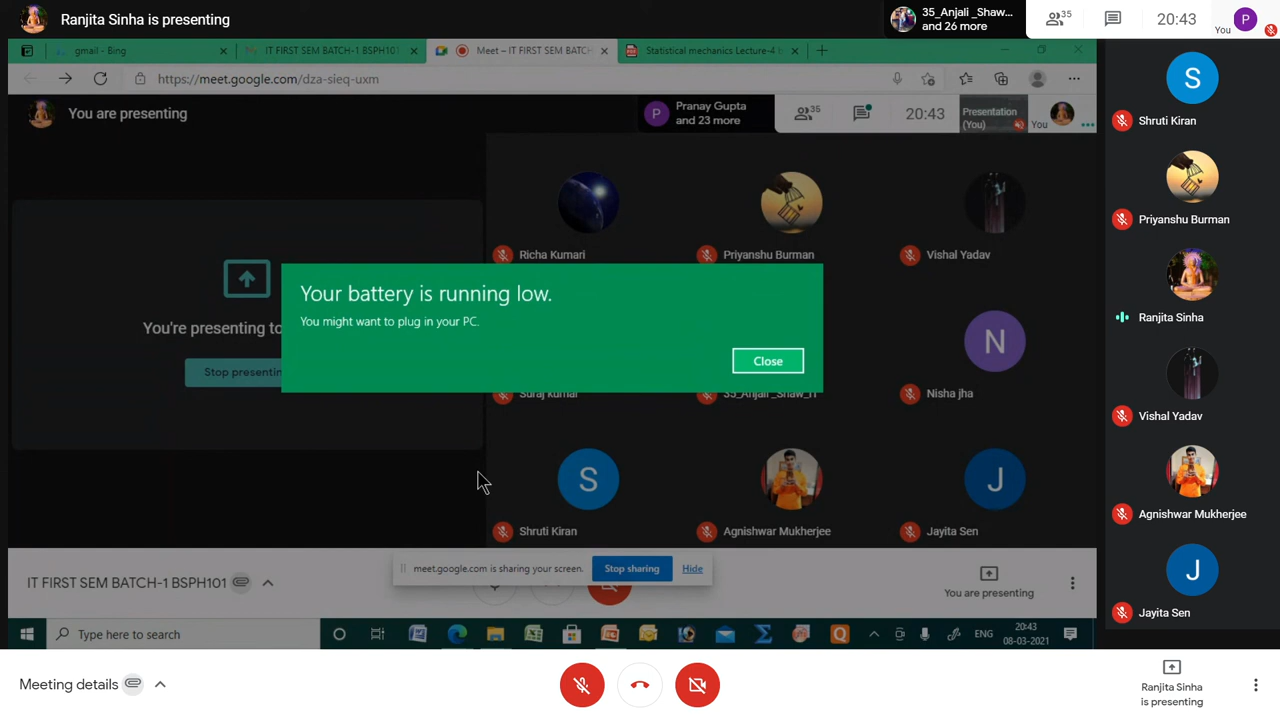 Ranjita Sinha is presenting
35_Anjali _Shaw_...
and 26 more
35
20:43
You
P
gmail - Bing
IT FIRST SEM BATCH-1 BSPH101
Meet – IT FIRST SEM BATCH-
Statistical mechanics Lecture-4 b
https://meet.google.com/dza-sieq-uxm
You are presenting
P
Pranay Gupta
and 23 more
35
20:43
Presentation
(You)
You
Richa Kumari
Priyanshu Burman
Vishal Yadav
You're presenting to
Stop presentin
Your battery is running low.
You might want to plug in your PC.
Close
N
Suraj kumar
35_Anjali _Shaw_IT
Nisha jha
S
J
Shruti Kiran
Agnishwar Mukherjee
Jayita Sen
meet.google.com is sharing your screen.
Stop sharing
Hide
IT FIRST SEM BATCH-1 BSPH101
You are presenting
Type here to search
ENG
20:43
08-03-2021
S
Shruti Kiran
Priyanshu Burman
Ranjita Sinha
Vishal Yadav
Agnishwar Mukherjee
J
Jayita Sen
Meeting details
Ranjita Sinha
is presenting